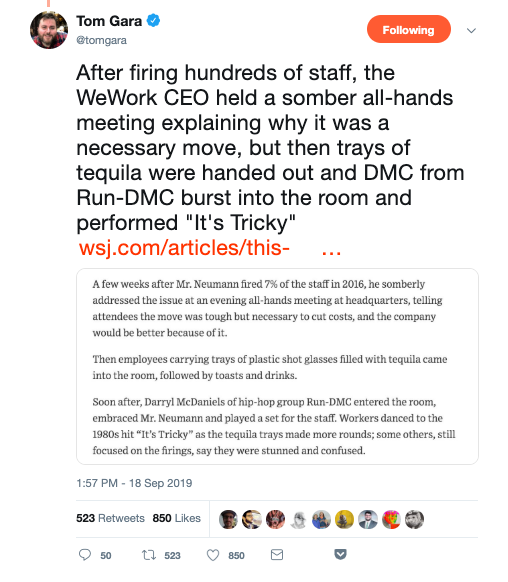 Tom Gara
@tomgara
Following
After firing hundreds of staff, the
WeWork CEO held a somber all-hands
meeting explaining why it was a
necessary move, but then trays of
tequila were handed out and DMC from
Run-DMC burst into the room and
performed "It's Tricky"
wsj.com/articles/this- ...
A few weeks after Mr. Neumann fired 7% of the staff in 2016, he somberly
addressed the issue at an evening all-hands meeting at headquarters, telling
attendees the move was tough but necessary to cut costs, and the company
would be better because of it.
Then employees carrying trays of plastic shot glasses filled with tequila came
into the room, followed by toasts and drinks.
Soon after, Darryl McDaniels of hip-hop group Run-DMC entered the room,
embraced Mr. Neumann and played a set for the staff. Workers danced to the
1980s hit “It’s Tricky” as the tequila trays made more rounds; some others, still
focused on the firings, say they were stunned and confused.
1:57 PM - 18 Sep 2019
523 Retweets 850 Likes
50 523 850